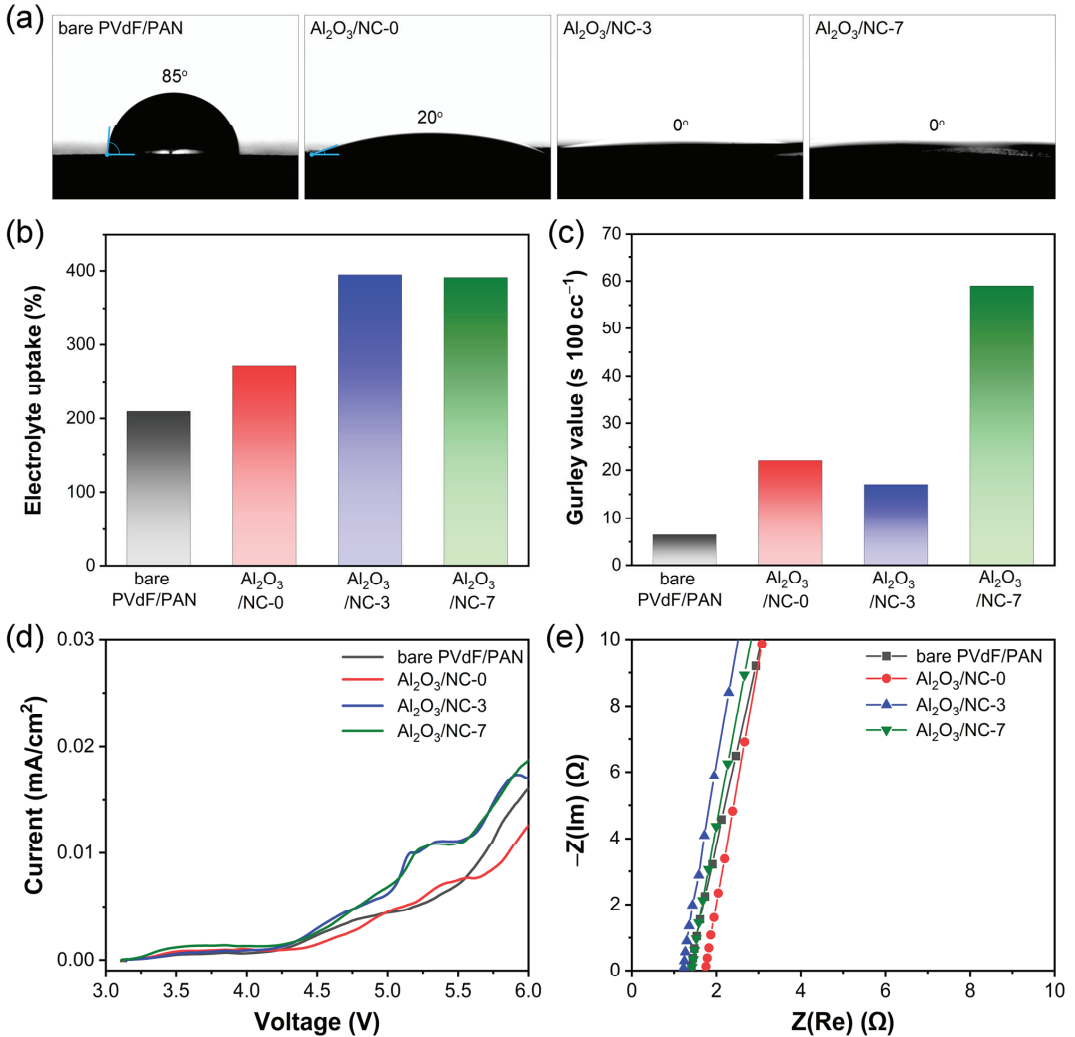 (a)
bare PVdF/PAN
Al₂O₃/NC-0
Al₂O₃/NC-3
Al₂O₃/NC-7
85°
20°
0°
0°
(b)
Electrolyte uptake (%)
400
300
200
100
0
bare
PVdF/PAN
Al₂O₃
/NC-0
Al₂O₃
/NC-3
Al₂O₃
/NC-7
(c)
Gurley value (s 100 cc⁻¹)
70
60
50
40
30
20
10
0
bare
PVdF/PAN
Al₂O₃
/NC-0
Al₂O₃
/NC-3
Al₂O₃
/NC-7
(d)
Current (mA/cm²)
0.03
0.02
0.01
0.00
bare PVdF/PAN
Al₂O₃/NC-0
Al₂O₃/NC-3
Al₂O₃/NC-7
3.0 3.5 4.0 4.5 5.0 5.5 6.0
Voltage (V)
(e)
−Z(Im) (Ω)
10
8
6
4
2
0
bare PVdF/PAN
Al₂O₃/NC-0
Al₂O₃/NC-3
Al₂O₃/NC-7
0 2 4 6 8 10
Z(Re) (Ω)